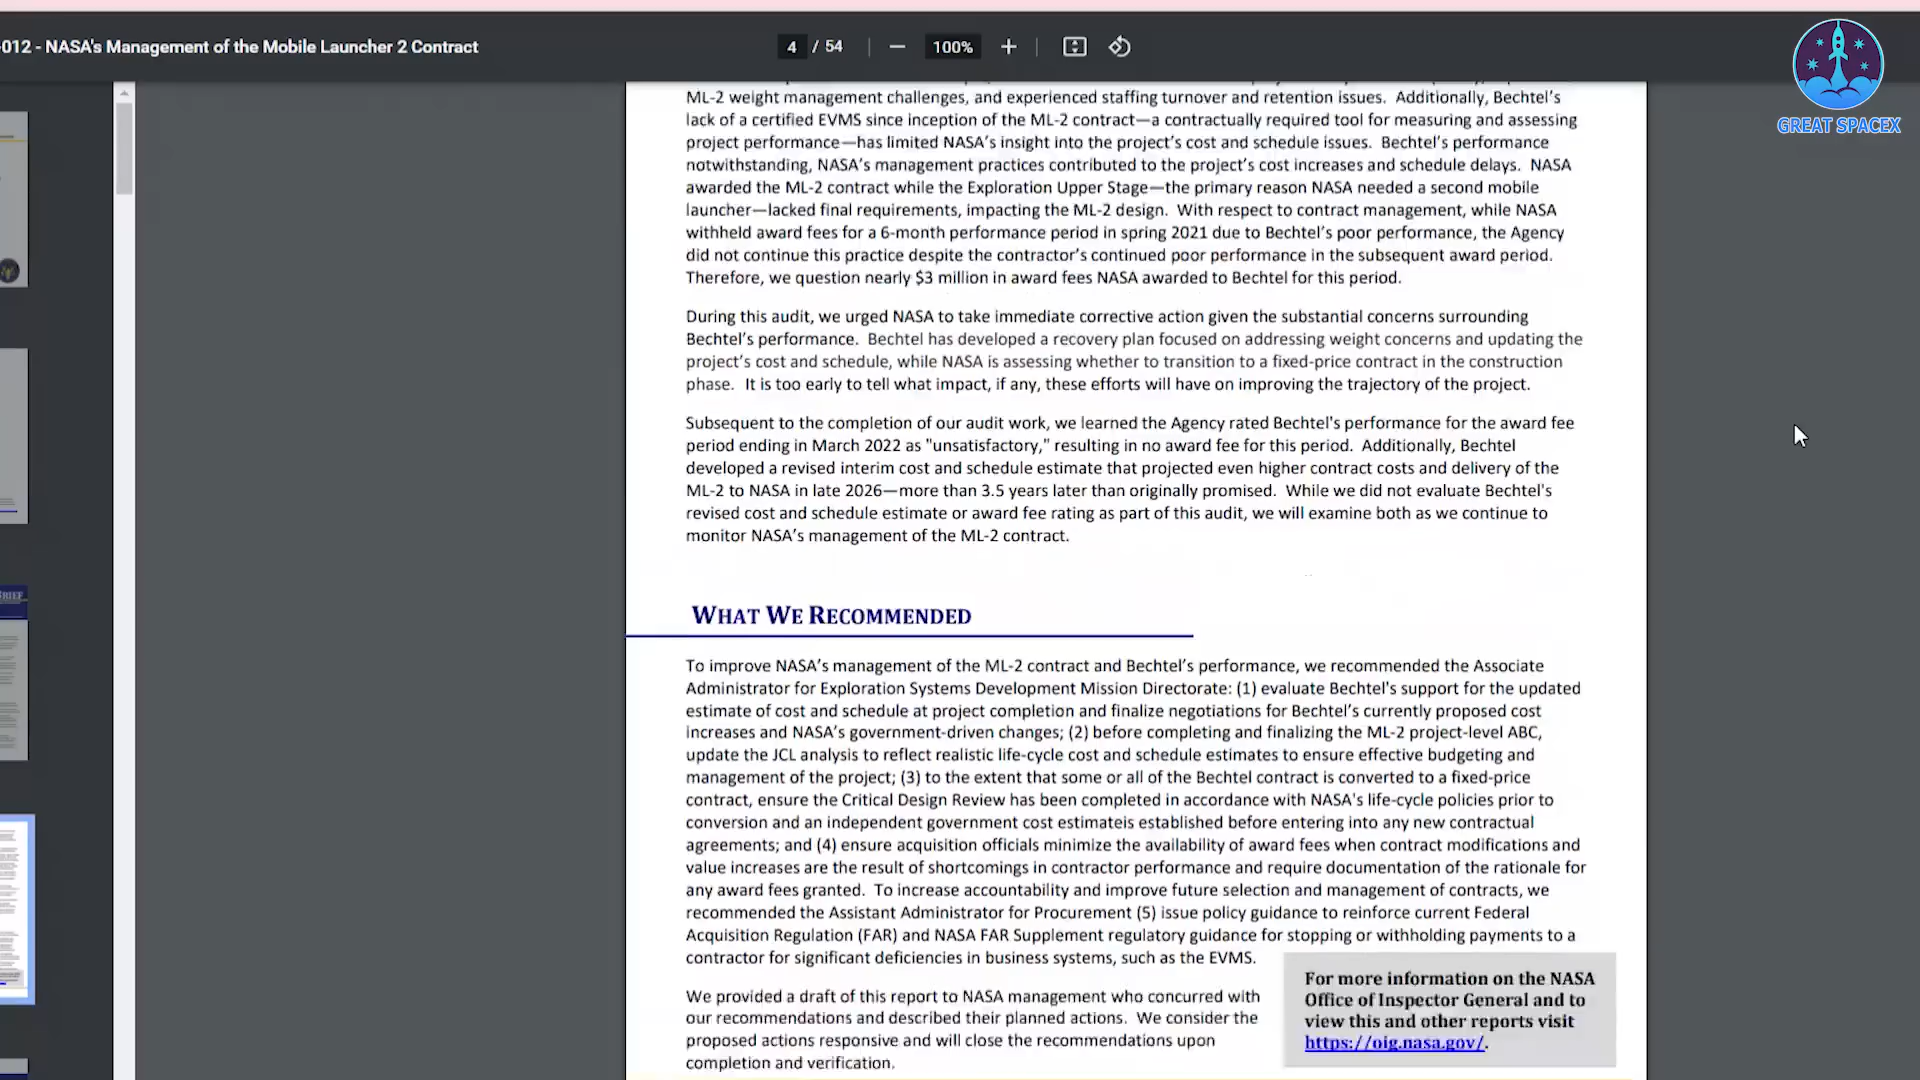 -012 - NASA's Management of the Mobile Launcher 2 Contract
4 / 54
100%
GREAT SPACEX
ML-2 weight management challenges, and experienced staffing turnover and retention issues. Additionally, Bechtel's
lack of a certified EVMS since inception of the ML-2 contract—a contractually required tool for measuring and assessing
project performance—has limited NASA's insight into the project's cost and schedule issues. Bechtel's performance
notwithstanding, NASA's management practices contributed to the project's cost increases and schedule delays. NASA
awarded the ML-2 contract while the Exploration Upper Stage—the primary reason NASA needed a second mobile
launcher—lacked final requirements, impacting the ML-2 design. With respect to contract management, while NASA
withheld award fees for a 6-month performance period in spring 2021 due to Bechtel's poor performance, the Agency
did not continue this practice despite the contractor's continued poor performance in the subsequent award period.
Therefore, we question nearly $3 million in award fees NASA awarded to Bechtel for this period.
During this audit, we urged NASA to take immediate corrective action given the substantial concerns surrounding
Bechtel's performance. Bechtel has developed a recovery plan focused on addressing weight concerns and updating the
project's cost and schedule, while NASA is assessing whether to transition to a fixed-price contract in the construction
phase. It is too early to tell what impact, if any, these efforts will have on improving the trajectory of the project.
Subsequent to the completion of our audit work, we learned the Agency rated Bechtel's performance for the award fee
period ending in March 2022 as "unsatisfactory," resulting in no award fee for this period. Additionally, Bechtel
developed a revised interim cost and schedule estimate that projected even higher contract costs and delivery of the
ML-2 to NASA in late 2026—more than 3.5 years later than originally promised. While we did not evaluate Bechtel's
revised cost and schedule estimate or award fee rating as part of this audit, we will examine both as we continue to
monitor NASA's management of the ML-2 contract.
WHAT WE RECOMMENDED
To improve NASA's management of the ML-2 contract and Bechtel's performance, we recommended the Associate
Administrator for Exploration Systems Development Mission Directorate: (1) evaluate Bechtel's support for the updated
estimate of cost and schedule at project completion and finalize negotiations for Bechtel's currently proposed cost
increases and NASA's government-driven changes; (2) before completing and finalizing the ML-2 project-level ABC,
update the JCL analysis to reflect realistic life-cycle cost and schedule estimates to ensure effective budgeting and
management of the project; (3) to the extent that some or all of the Bechtel contract is converted to a fixed-price
contract, ensure the Critical Design Review has been completed in accordance with NASA's life-cycle policies prior to
conversion and an independent government cost estimateis established before entering into any new contractual
agreements; and (4) ensure acquisition officials minimize the availability of award fees when contract modifications and
value increases are the result of shortcomings in contractor performance and require documentation of the rationale for
any award fees granted. To increase accountability and improve future selection and management of contracts, we
recommended the Assistant Administrator for Procurement (5) issue policy guidance to reinforce current Federal
Acquisition Regulation (FAR) and NASA FAR Supplement regulatory guidance for stopping or withholding payments to a
contractor for significant deficiencies in business systems, such as the EVMS.
We provided a draft of this report to NASA management who concurred with
our recommendations and described their planned actions. We consider the
proposed actions responsive and will close the recommendations upon
completion and verification.
For more information on the NASA
Office of Inspector General and to
view this and other reports visit
https://oig.nasa.gov/.